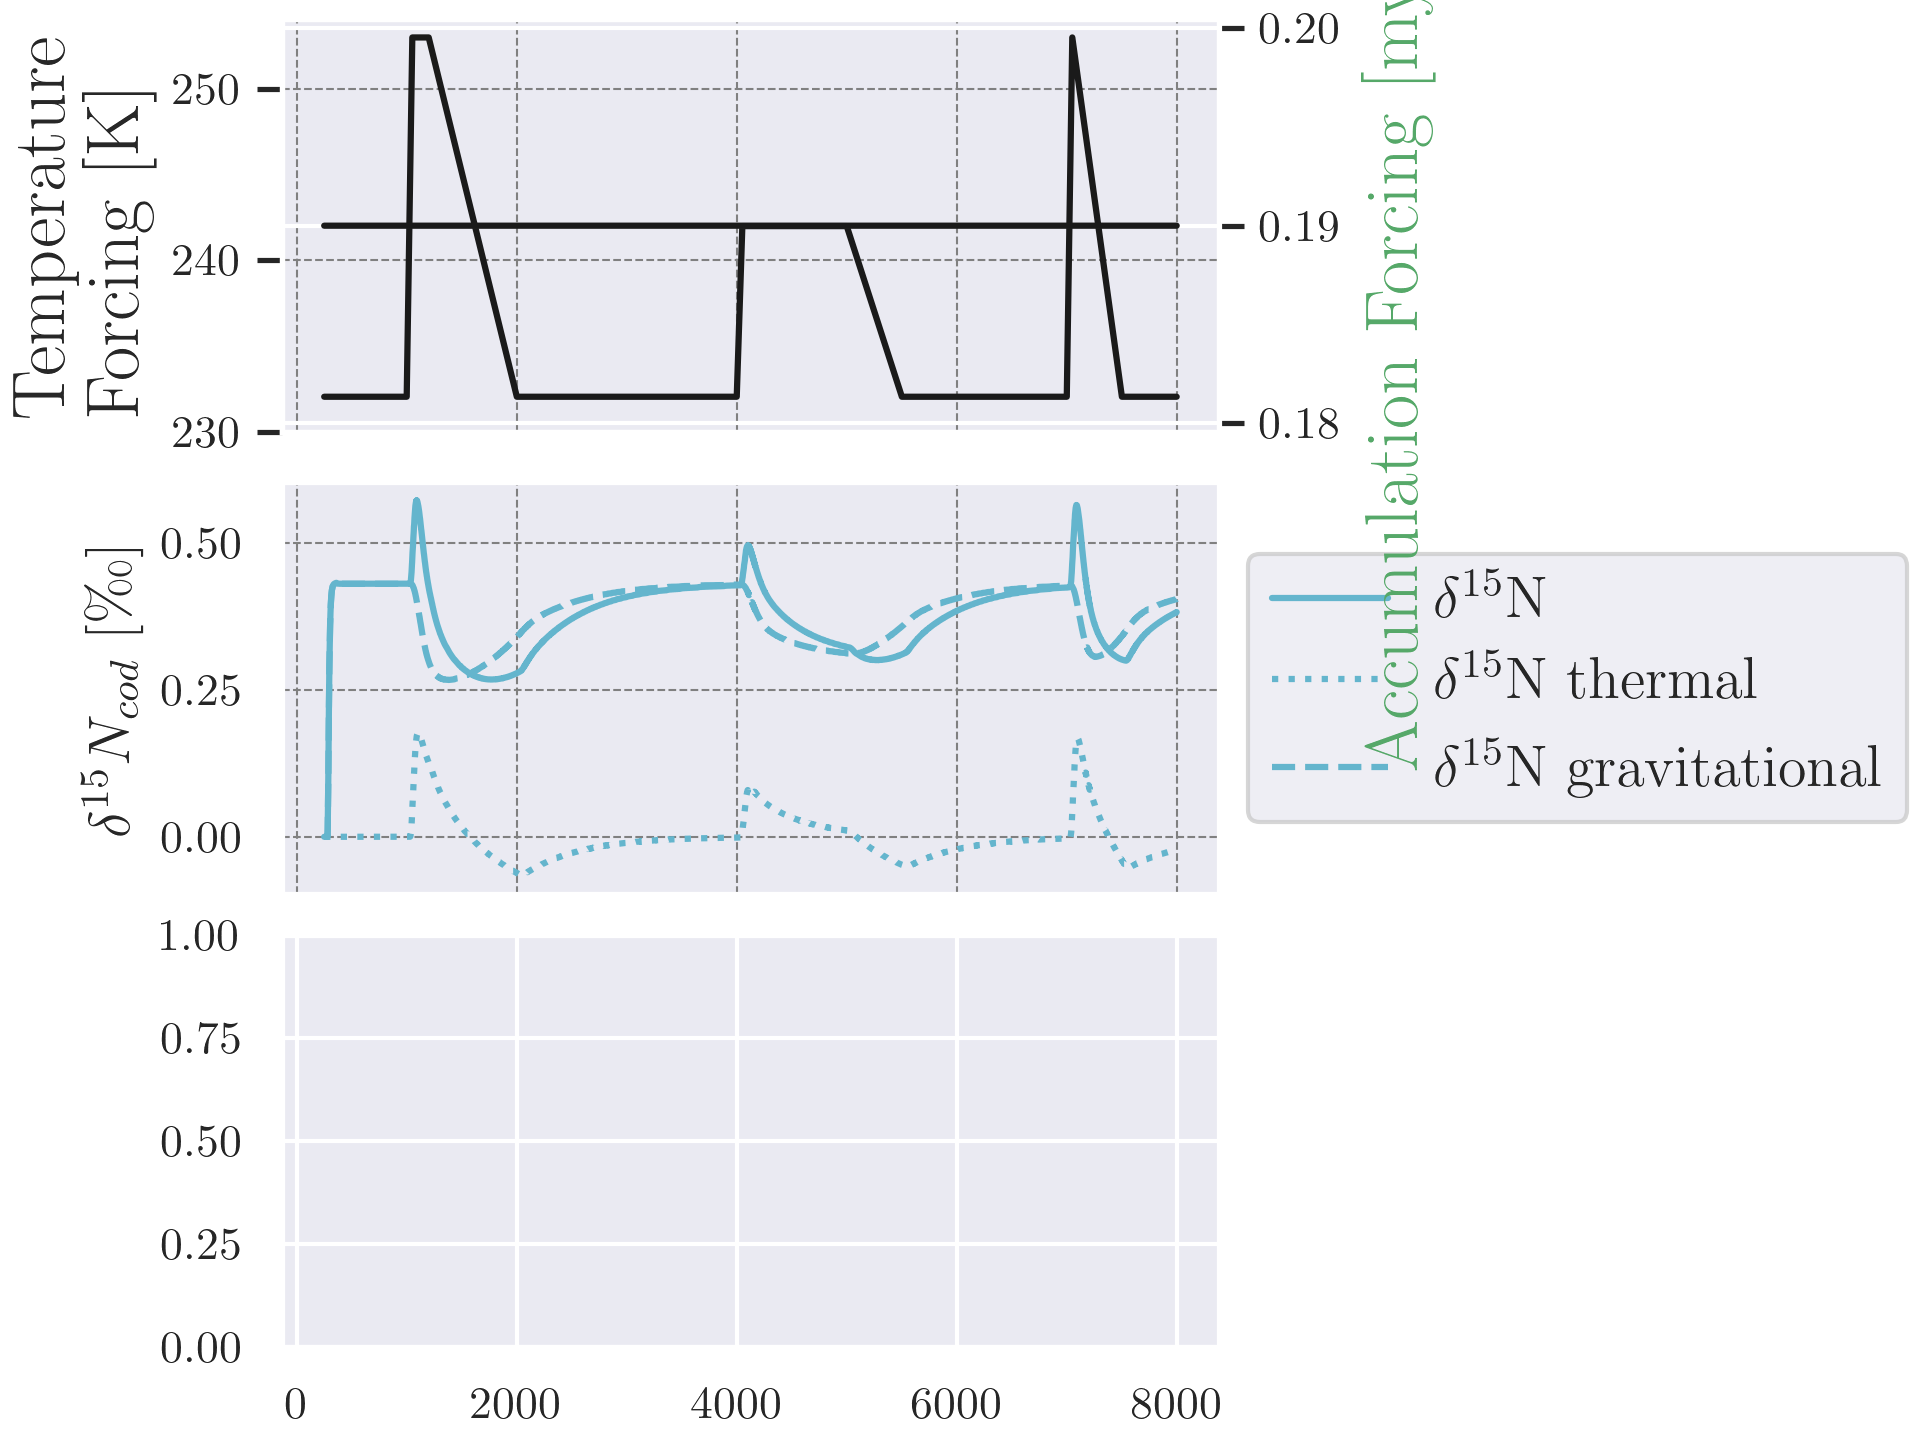 Temperature
Forcing [K]
250
240
230
0.20
0.19
0.18
Accumulation Forcing [my
δ¹⁵N_{cod} [‰]
0.50
0.25
0.00
δ¹⁵N
δ¹⁵N thermal
δ¹⁵N gravitational
1.00
0.75
0.50
0.25
0.00
0 2000 4000 6000 8000